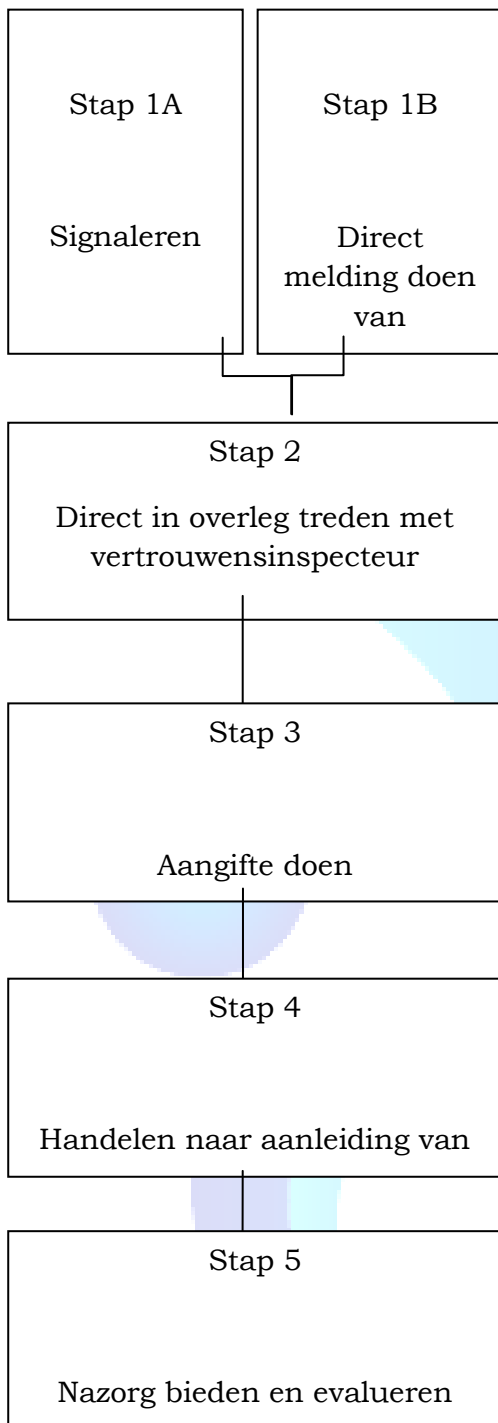 Stap 1A
Signaleren
Stap 1B
Direct
melding doen
van
Stap 2
Direct in overleg treden met
vertrouwensinspecteur
Stap 3
Aangifte doen
Stap 4
Handelen naar aanleiding van
Stap 5
Nazorg bieden en evalueren